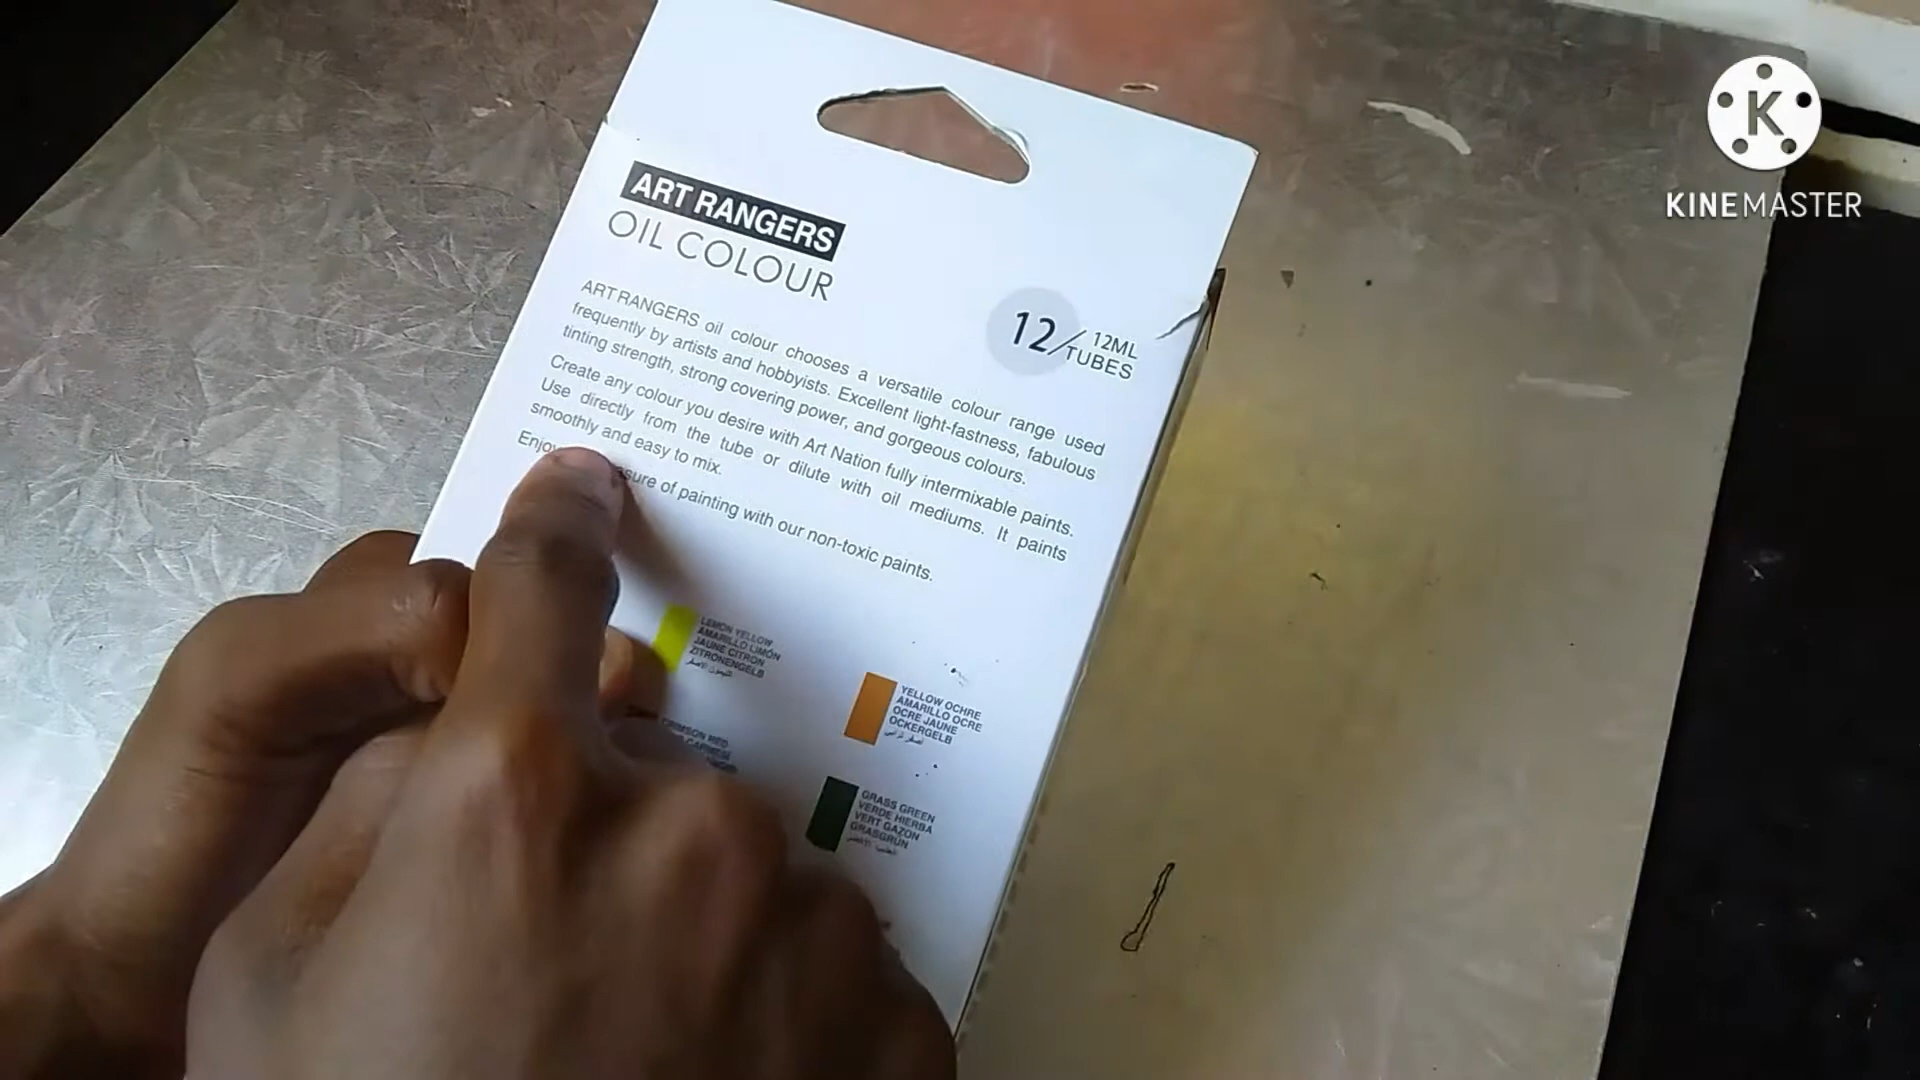 ART RANGERS
OIL COLOUR
12/12ML
TUBES
ART RANGERS oil colour chooses a versatile colour range used
frequently by artists and hobbyists. Excellent light-fastness, fabulous
tinting strength, strong covering power, and gorgeous colours.
Create any colour you desire with Art Nation fully intermixable paints.
Use directly from the tube or dilute with oil mediums. It paints
smoothly and easy to mix.
Enjoy of painting with our non-toxic paints.
LEMON YELLOW
AMARILLO LIMÓN
JAUNE CITRON
ZITRONENGELB
YELLOW OCHRE
AMARILLO OCRE
OCRE JAUNE
OCKERGELB
أصفر ترابي
CRIMSON RED
GRASS GREEN
VERDE HIERBA
VERT GAZON
GRASGRÜN
K
KINEMASTER